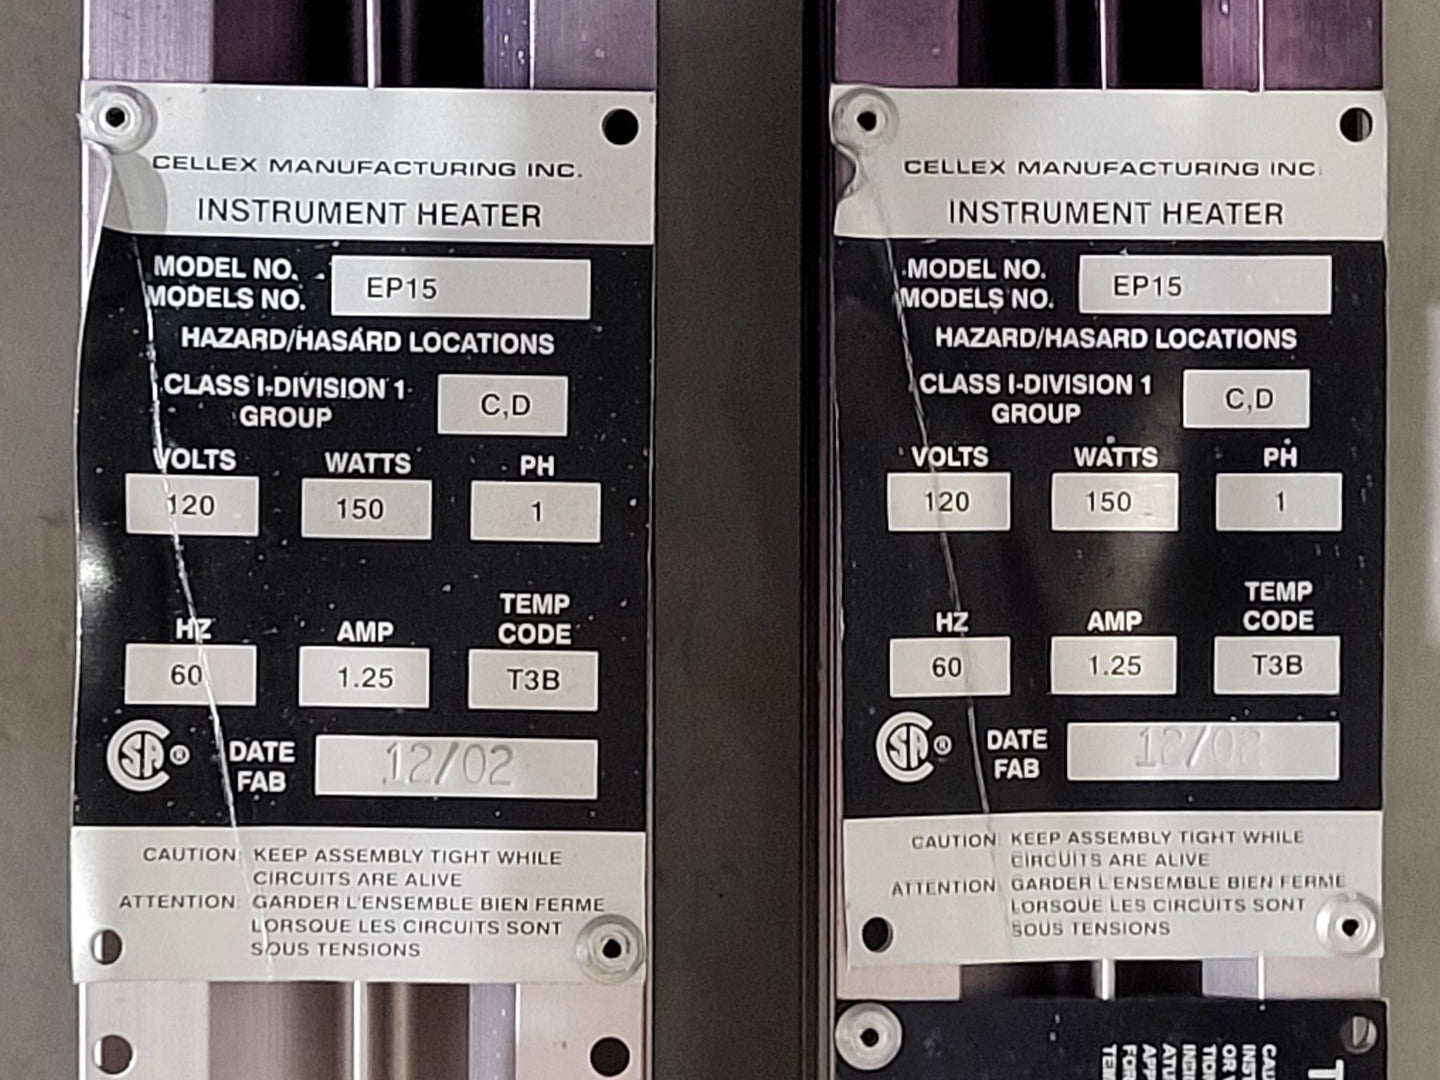 CELLEX MANUFACTURING INC.
INSTRUMENT HEATER
MODEL NO.
MODELS NO.
EP15
HAZARD/HASARD LOCATIONS
CLASS I-DIVISION 1
GROUP
C,D
VOLTS WATTS PH
120 150 1
HZ AMP TEMP CODE
60 1.25 T3B
CSA ® DATE
FAB
12/02
CAUTION: KEEP ASSEMBLY TIGHT WHILE
CIRCUITS ARE ALIVE
ATTENTION: GARDER L'ENSEMBLE BIEN FERME
LORSQUE LES CIRCUITS SONT
SOUS TENSIONS
CELLEX MANUFACTURING INC.
INSTRUMENT HEATER
MODEL NO.
MODELS NO.
EP15
HAZARD/HASARD LOCATIONS
CLASS I-DIVISION 1
GROUP
C,D
VOLTS WATTS PH
120 150 1
HZ AMP TEMP CODE
60 1.25 T3B
CSA ® DATE
FAB
12/02
CAUTION: KEEP ASSEMBLY TIGHT WHILE
CIRCUITS ARE ALIVE
ATTENTION: GARDER L'ENSEMBLE BIEN FERME
LORSQUE LES CIRCUITS SONT
SOUS TENSIONS